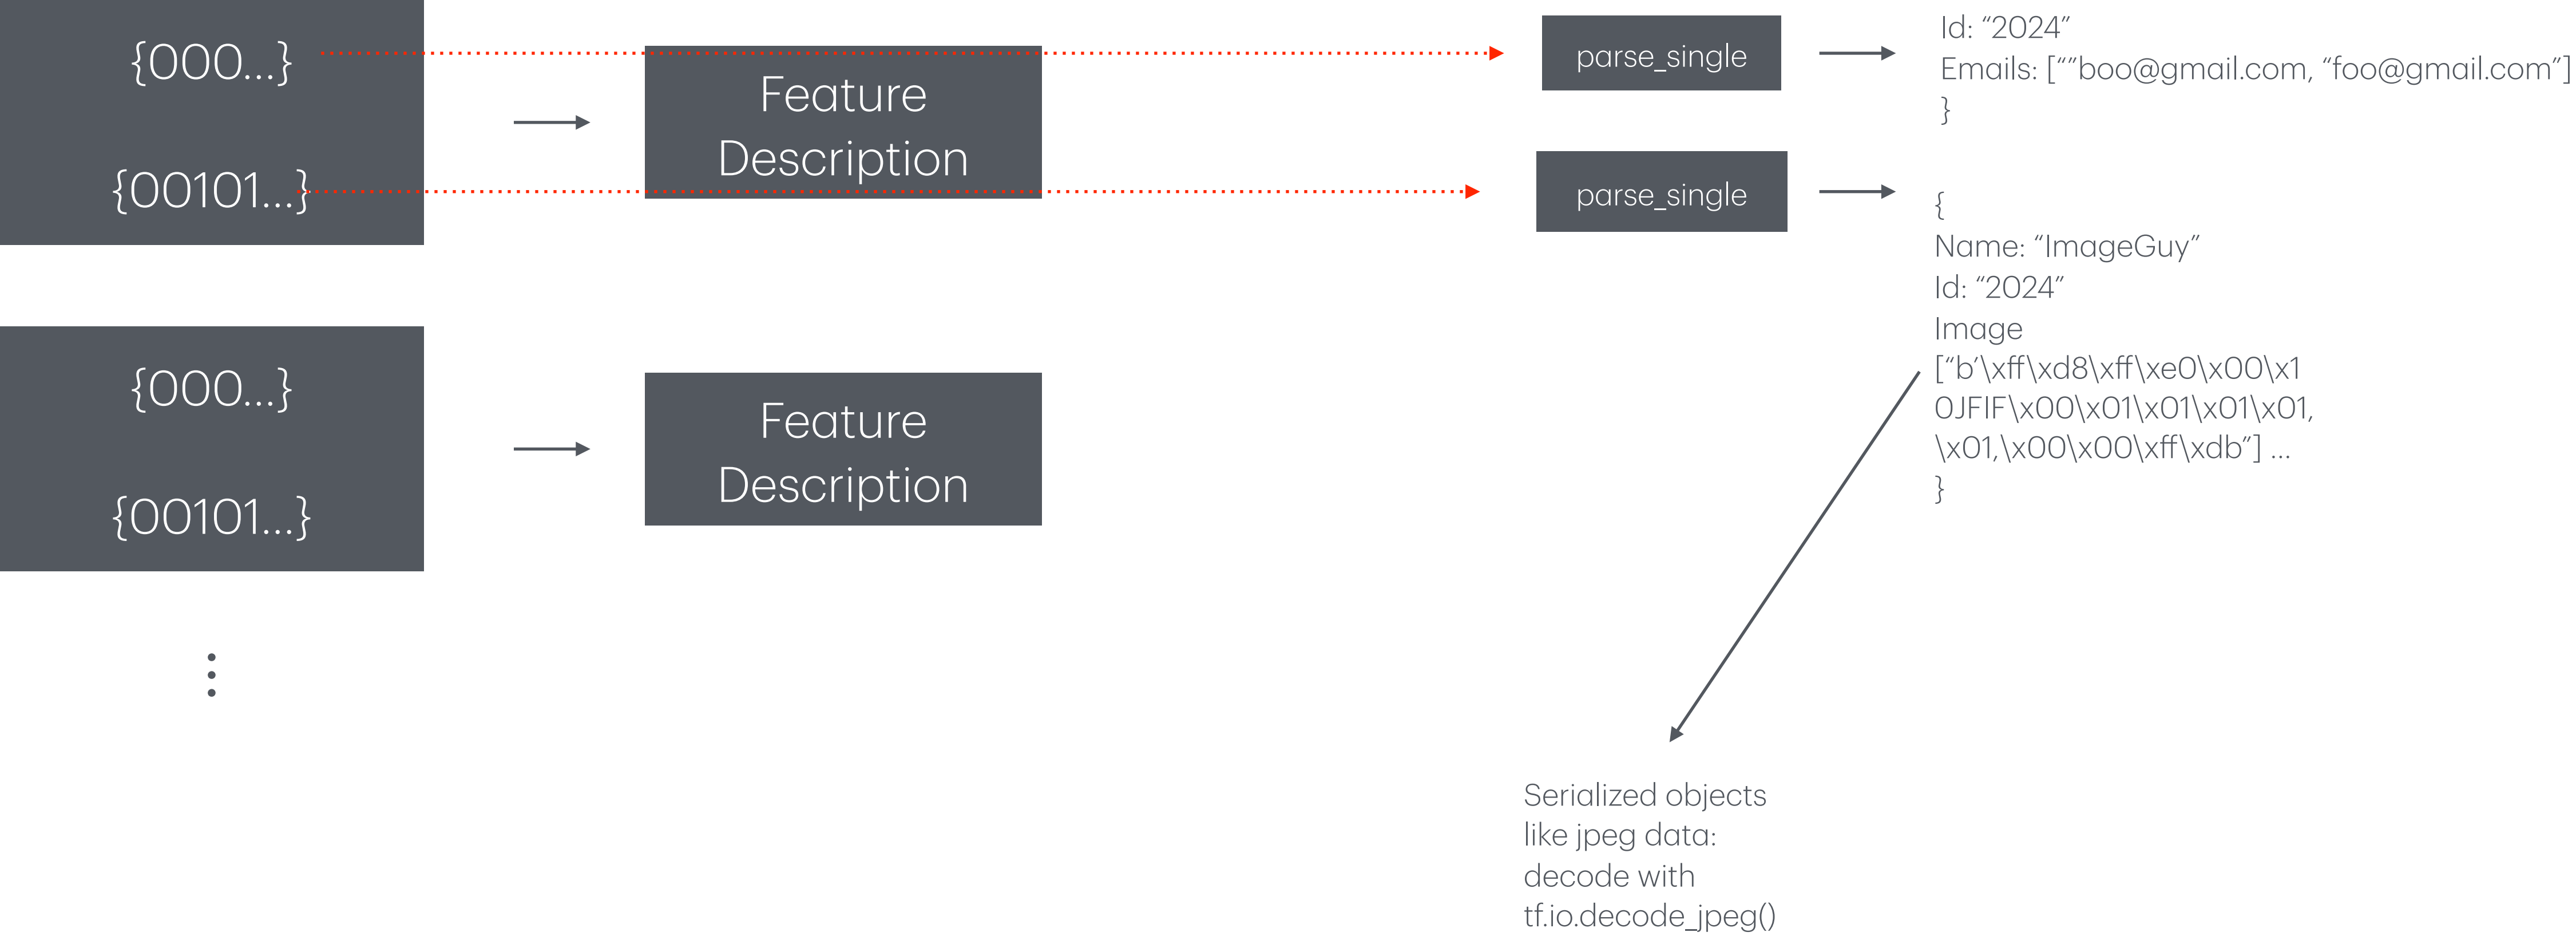 {000...}
{00101...}
Feature
Description
parse_single
parse_single
Id: “2024”
Emails: [“”boo@gmail.com, “foo@gmail.com”]
}
{
Name: “ImageGuy”
Id: “2024”
Image
[“b’\xff\xd8\xff\xe0\x00\x1
0JFIF\x00\x01\x01\x01\x01,
\x01,\x00\x00\xff\xdb”] ...
}
{000...}
{00101...}
Feature
Description
Serialized objects
like jpeg data:
decode with
tf.io.decode_jpeg()